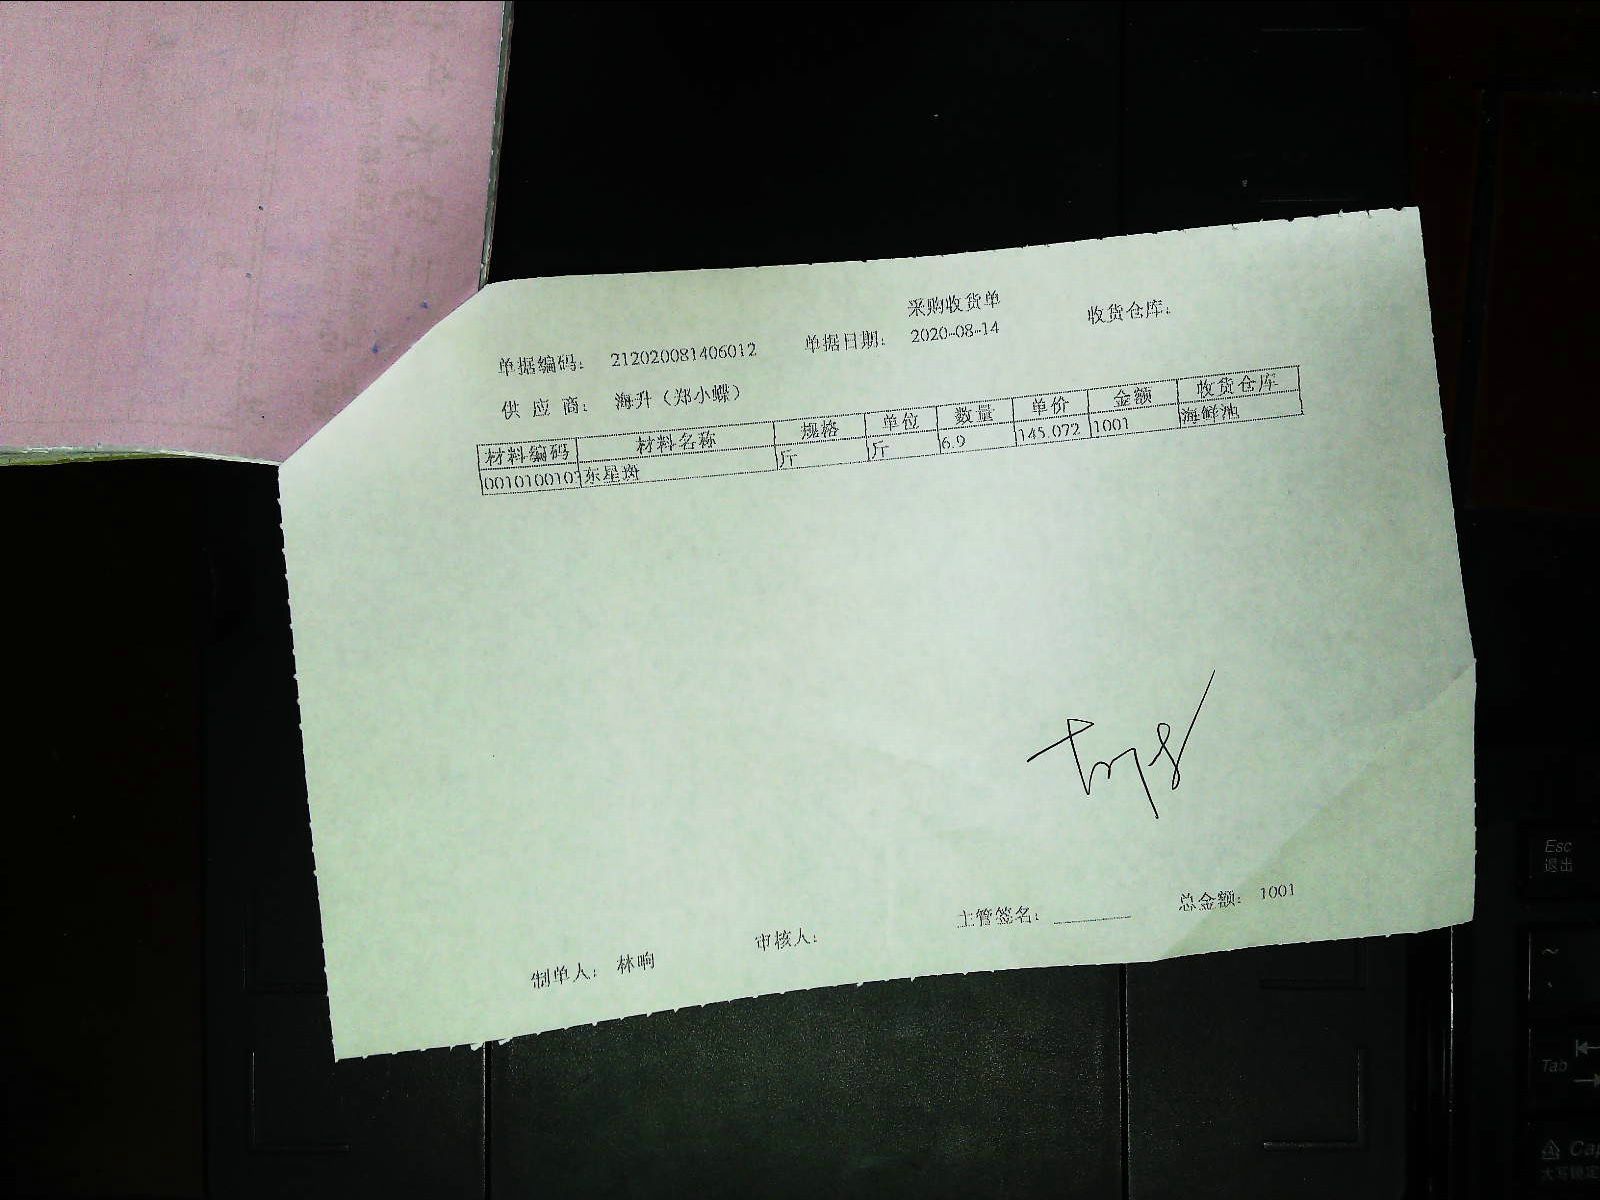 采购收货单
单据编码： 212020081406012 单据日期： 2020-08-14 收货仓库：
供 应 商： 海升（郑小蝶）
材料编码 材料名称 规格 单位 数量 单价 金额 收货仓库
0010100107 东星斑 斤 斤 6.9 145.072 1001 海鲜池
制单人： 林响 审核人： 主管签名： 总金额： 1001
Esc
退出
Tab